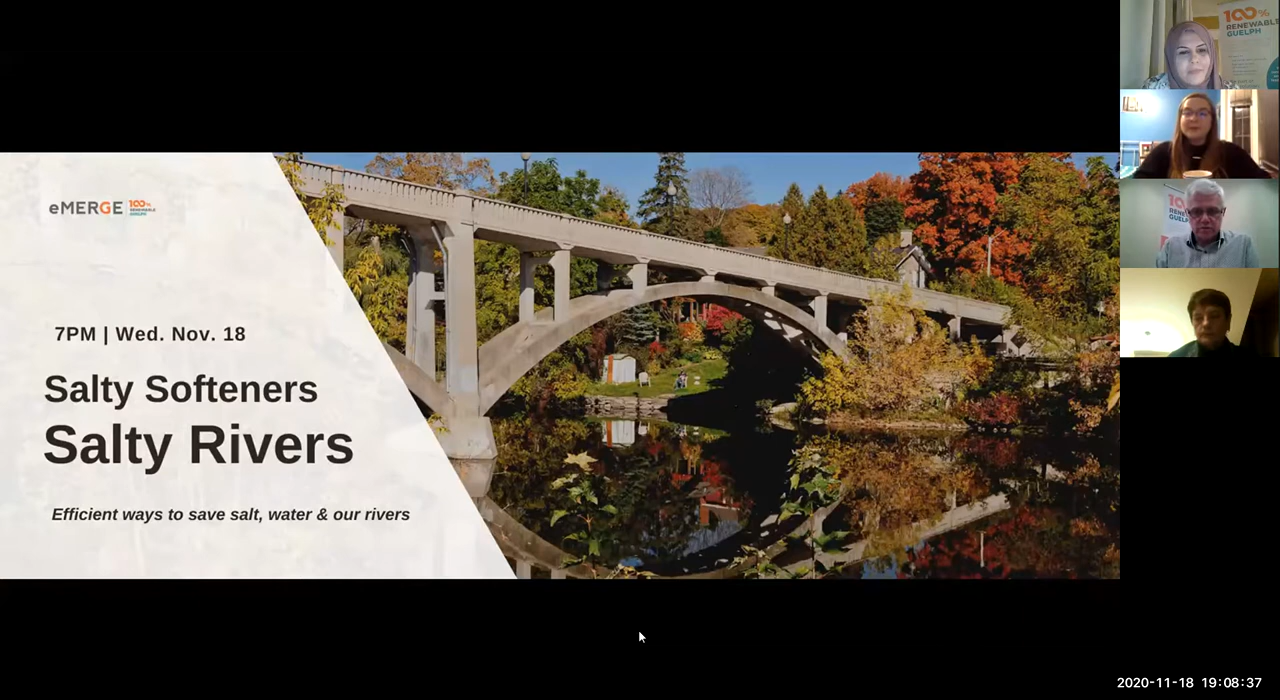 eMERGE 100% RENEWABLE GUELPH
7PM | Wed. Nov. 18
Salty Softeners
Salty Rivers
Efficient ways to save salt, water & our rivers
100%
RENEWABLE
GUELPH
2020-11-18 19:08:37